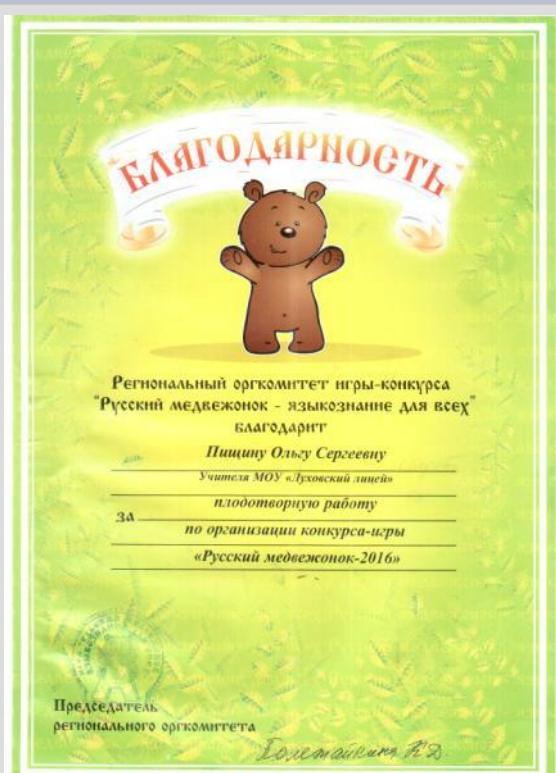 БЛАГОДАРНОСТЬ
Региональный оргкомитет игры-конкурса
"Русский медвежонок - языкознание для всех"
благодарит
Пищину Ольгу Сергеевну
Учителя МОУ «Луховский лицей»
плодотворную работу
за
по организации конкурса-игры
«Русский медвежонок-2016»
Председатель
регионального оргкомитета